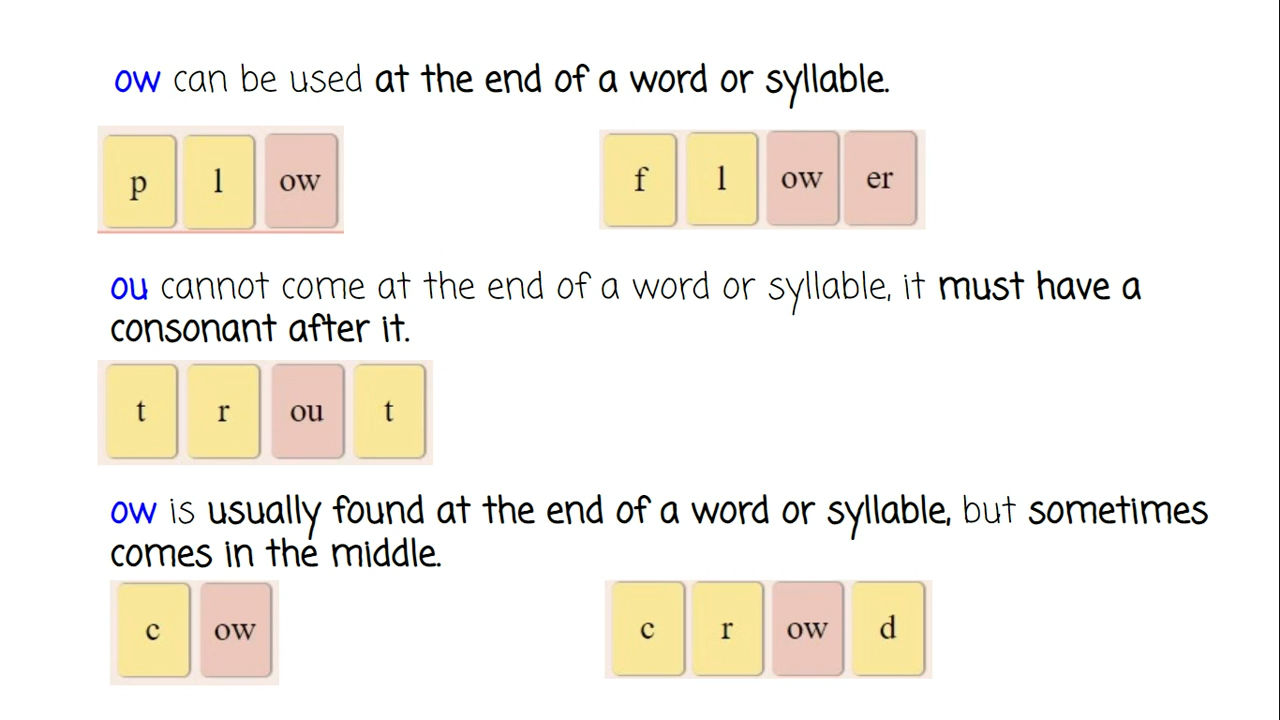 ow can be used at the end of a word or syllable.
p l ow
f l ow er
ou cannot come at the end of a word or syllable, it must have a
consonant after it.
t r ou t
ow is usually found at the end of a word or syllable, but sometimes
comes in the middle.
c ow
c r ow d